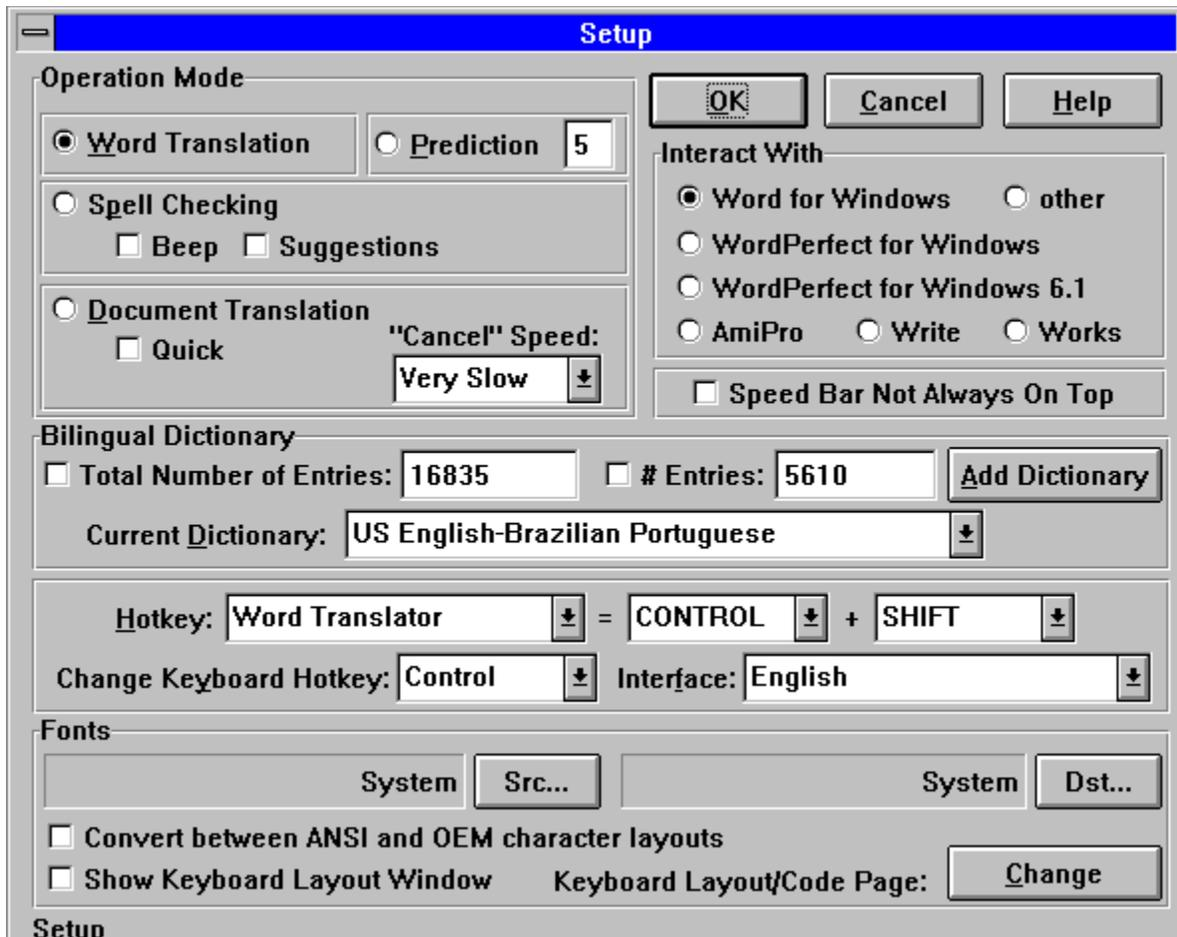 Setup
Operation Mode
Word Translation
Prediction 5
Spell Checking
Beep Suggestions
Document Translation
Quick
"Cancel" Speed:
Very Slow
OK Cancel Help
Interact With
Word for Windows other
WordPerfect for Windows
WordPerfect for Windows 6.1
AmiPro Write Works
Speed Bar Not Always On Top
Bilingual Dictionary
Total Number of Entries: 16835 # Entries: 5610 Add Dictionary
Current Dictionary: US English-Brazilian Portuguese
Hotkey: Word Translator = CONTROL + SHIFT
Change Keyboard Hotkey: Control Interface: English
Fonts
System Src... System Dst...
Convert between ANSI and OEM character layouts
Show Keyboard Layout Window Keyboard Layout/Code Page: Change
Setup